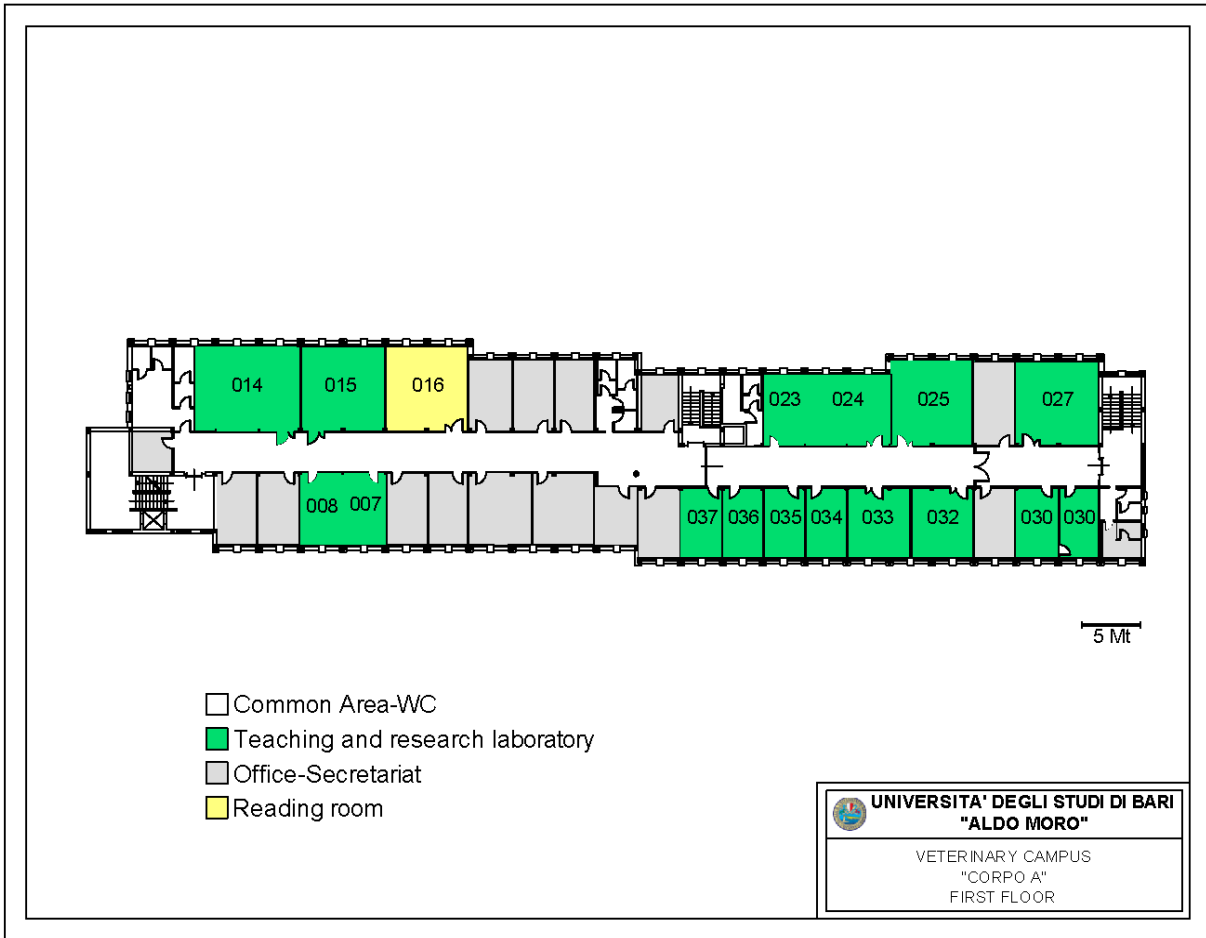 014
015
016
023
024
025
027
008
007
037
036
035
034
033
032
030
030
5 Mt
Common Area-WC
Teaching and research laboratory
Office-Secretariat
Reading room
UNIVERSITA' DEGLI STUDI DI BARI
"ALDO MORO"
VETERINARY CAMPUS
"CORPO A"
FIRST FLOOR